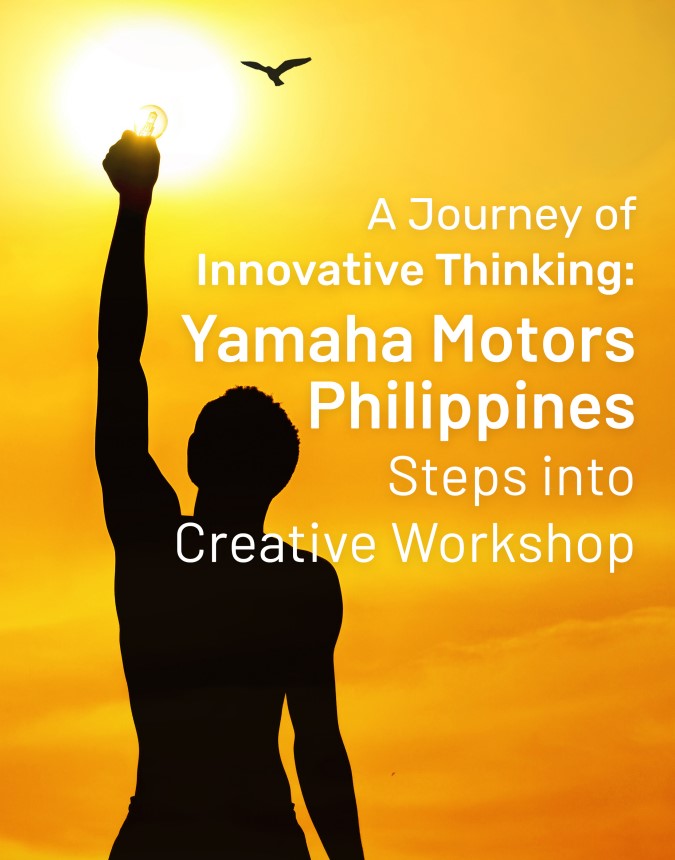 A Journey of
Innovative Thinking:
Yamaha Motors
Philippines
Steps into
Creative Workshop